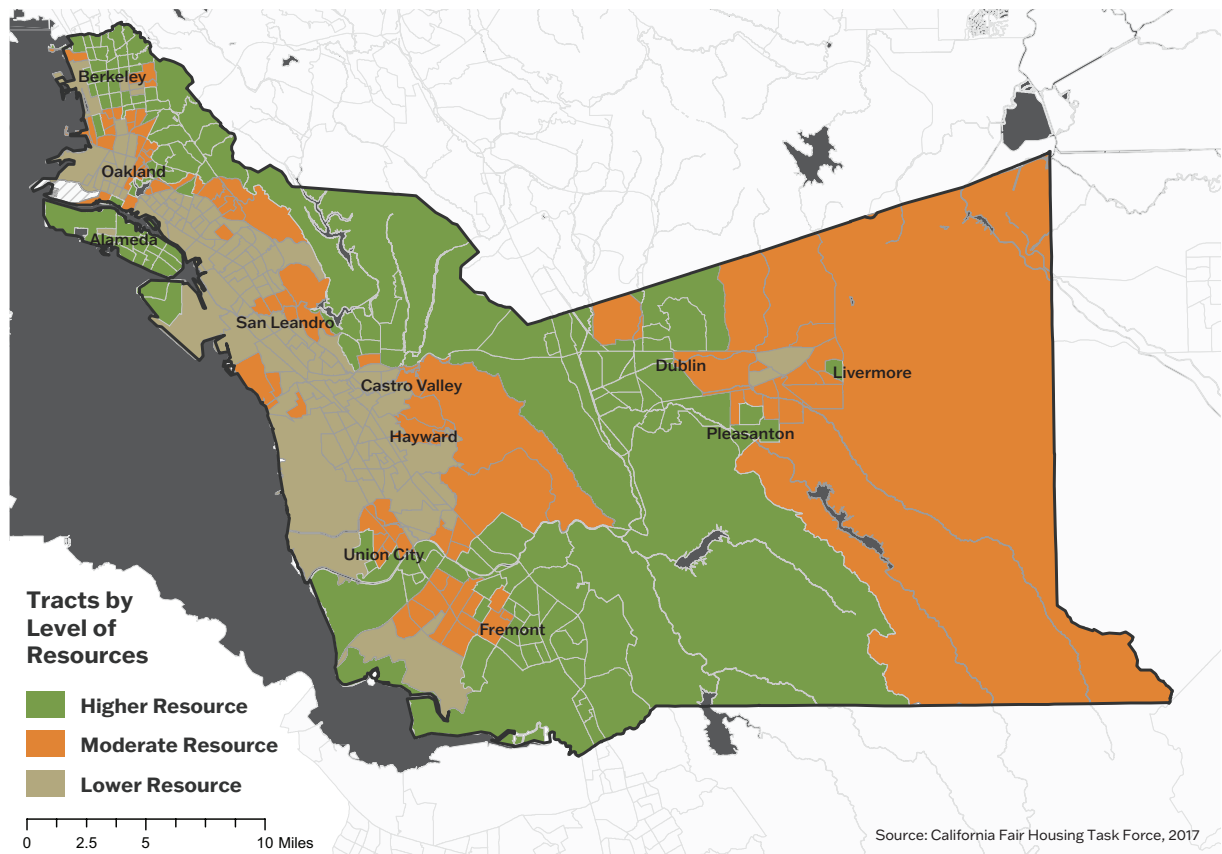 Berkeley
Oakland
Alameda
San Leandro
Dublin
Livermore
Castro Valley
Hayward
Pleasanton
Union City
Fremont
Tracts by
Level of
Resources
Higher Resource
Moderate Resource
Lower Resource
0 2.5 5 10 Miles
Source: California Fair Housing Task Force, 2017